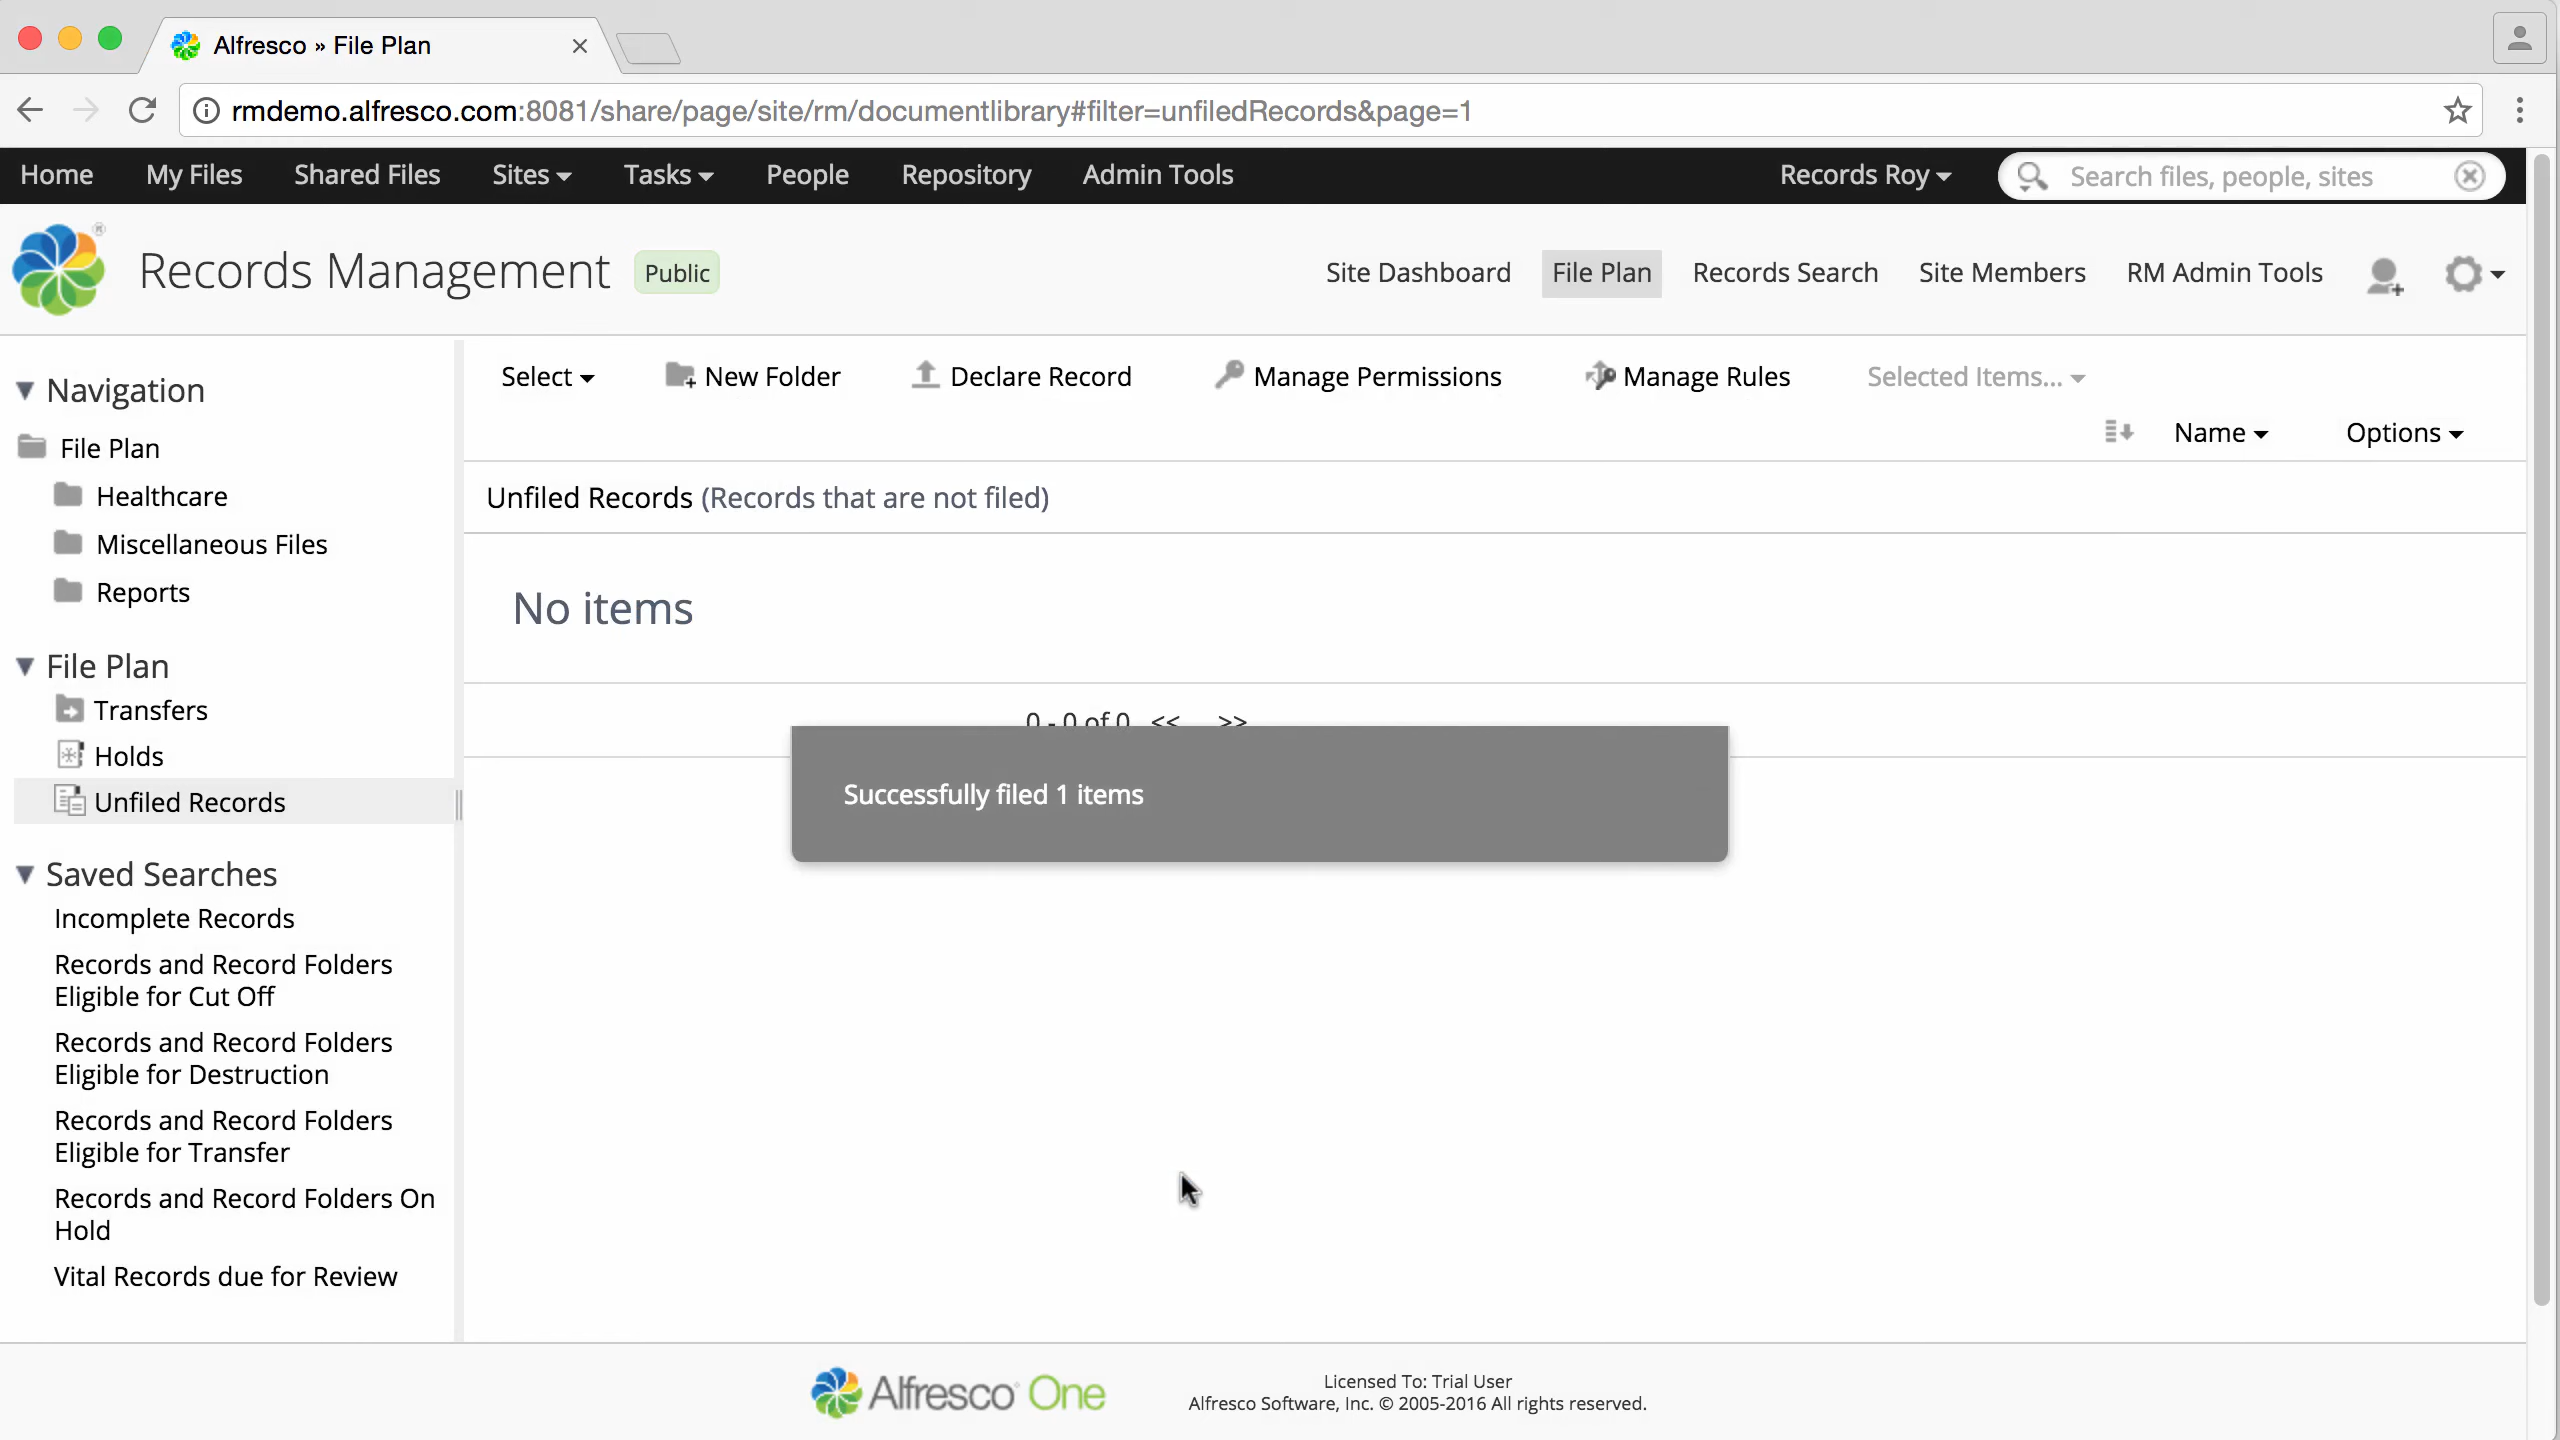 Alfresco » File Plan
rmdemo.alfresco.com:8081/share/page/site/rm/documentlibrary#filter=unfiledRecords&page=1
Home My Files Shared Files Sites Tasks People Repository Admin Tools Records Roy Search files, people, sites
Records Management Public Site Dashboard File Plan Records Search Site Members RM Admin Tools
Select New Folder Declare Record Manage Permissions Manage Rules Selected Items...
Name Options
Navigation
File Plan
Healthcare
Miscellaneous Files
Reports
File Plan
Transfers
Holds
Unfiled Records
Saved Searches
Incomplete Records
Records and Record Folders
Eligible for Cut Off
Records and Record Folders
Eligible for Destruction
Records and Record Folders
Eligible for Transfer
Records and Record Folders On
Hold
Vital Records due for Review
Unfiled Records (Records that are not filed)
No items
0 - 0 of 0 << >>
Successfully filed 1 items
Alfresco One
Licensed To: Trial User
Alfresco Software, Inc. © 2005-2016 All rights reserved.